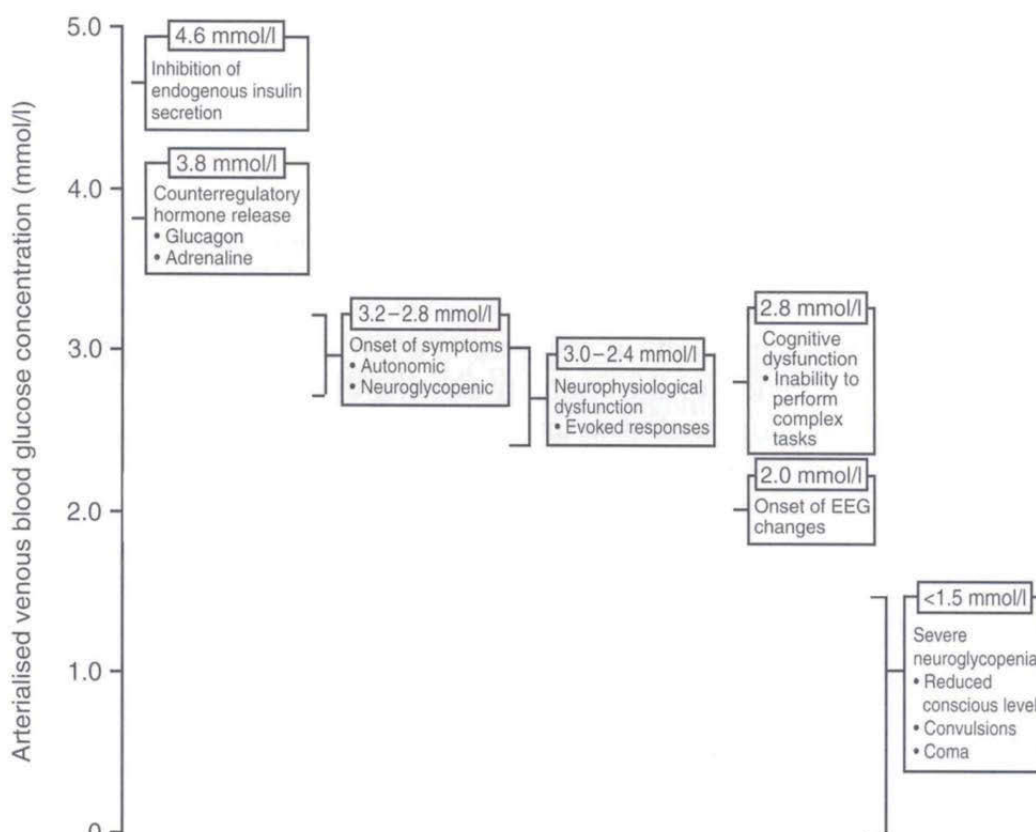 Arterialised venous blood glucose concentration (mmol/l)
5.0
4.0
3.0
2.0
1.0
0
4.6 mmol/l
Inhibition of
endogenous insulin
secretion
3.8 mmol/l
Counterregulatory
hormone release
• Glucagon
• Adrenaline
3.2–2.8 mmol/l
Onset of symptoms
• Autonomic
• Neuroglycopenic
3.0–2.4 mmol/l
Neurophysiological
dysfunction
• Evoked responses
2.8 mmol/l
Cognitive
dysfunction
• Inability to
perform
complex
tasks
2.0 mmol/l
Onset of EEG
changes
<1.5 mmol/l
Severe
neuroglycopenia
• Reduced
conscious level
• Convulsions
• Coma